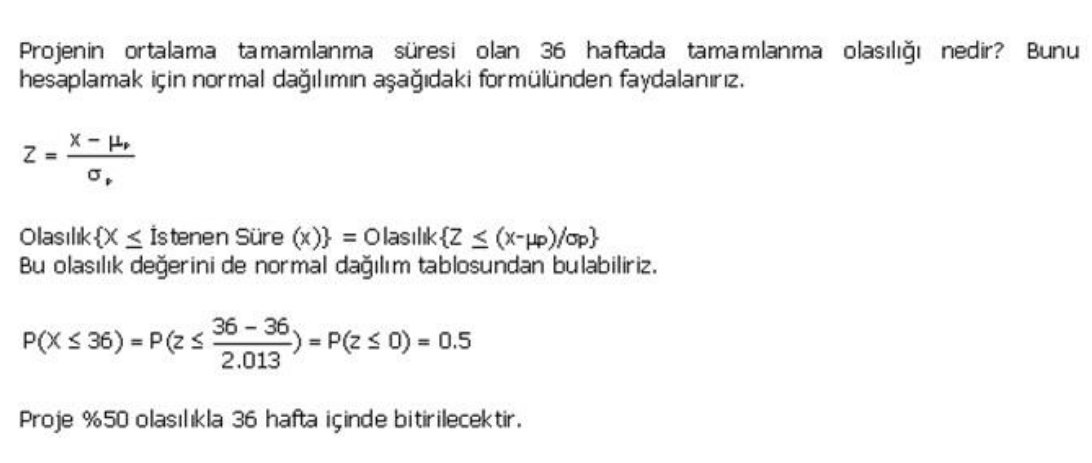 Projenin ortalama tamamlanma süresi olan 36 haftada tamamlanma olasılığı nedir? Bunu
hesaplamak için normal dağılımın aşağıdaki formülünden faydalanırız.
Z = (x − μₚ) / σₚ
Olasılık{X ≤ İstenen Süre (x)} = Olasılık{Z ≤ (x-μp)/σp}
Bu olasılık değerini de normal dağılım tablosundan bulabiliriz.
P(X ≤ 36) = P(z ≤ (36 − 36) / 2.013) = P(z ≤ 0) = 0.5
Proje %50 olasılıkla 36 hafta içinde bitirilecektir.